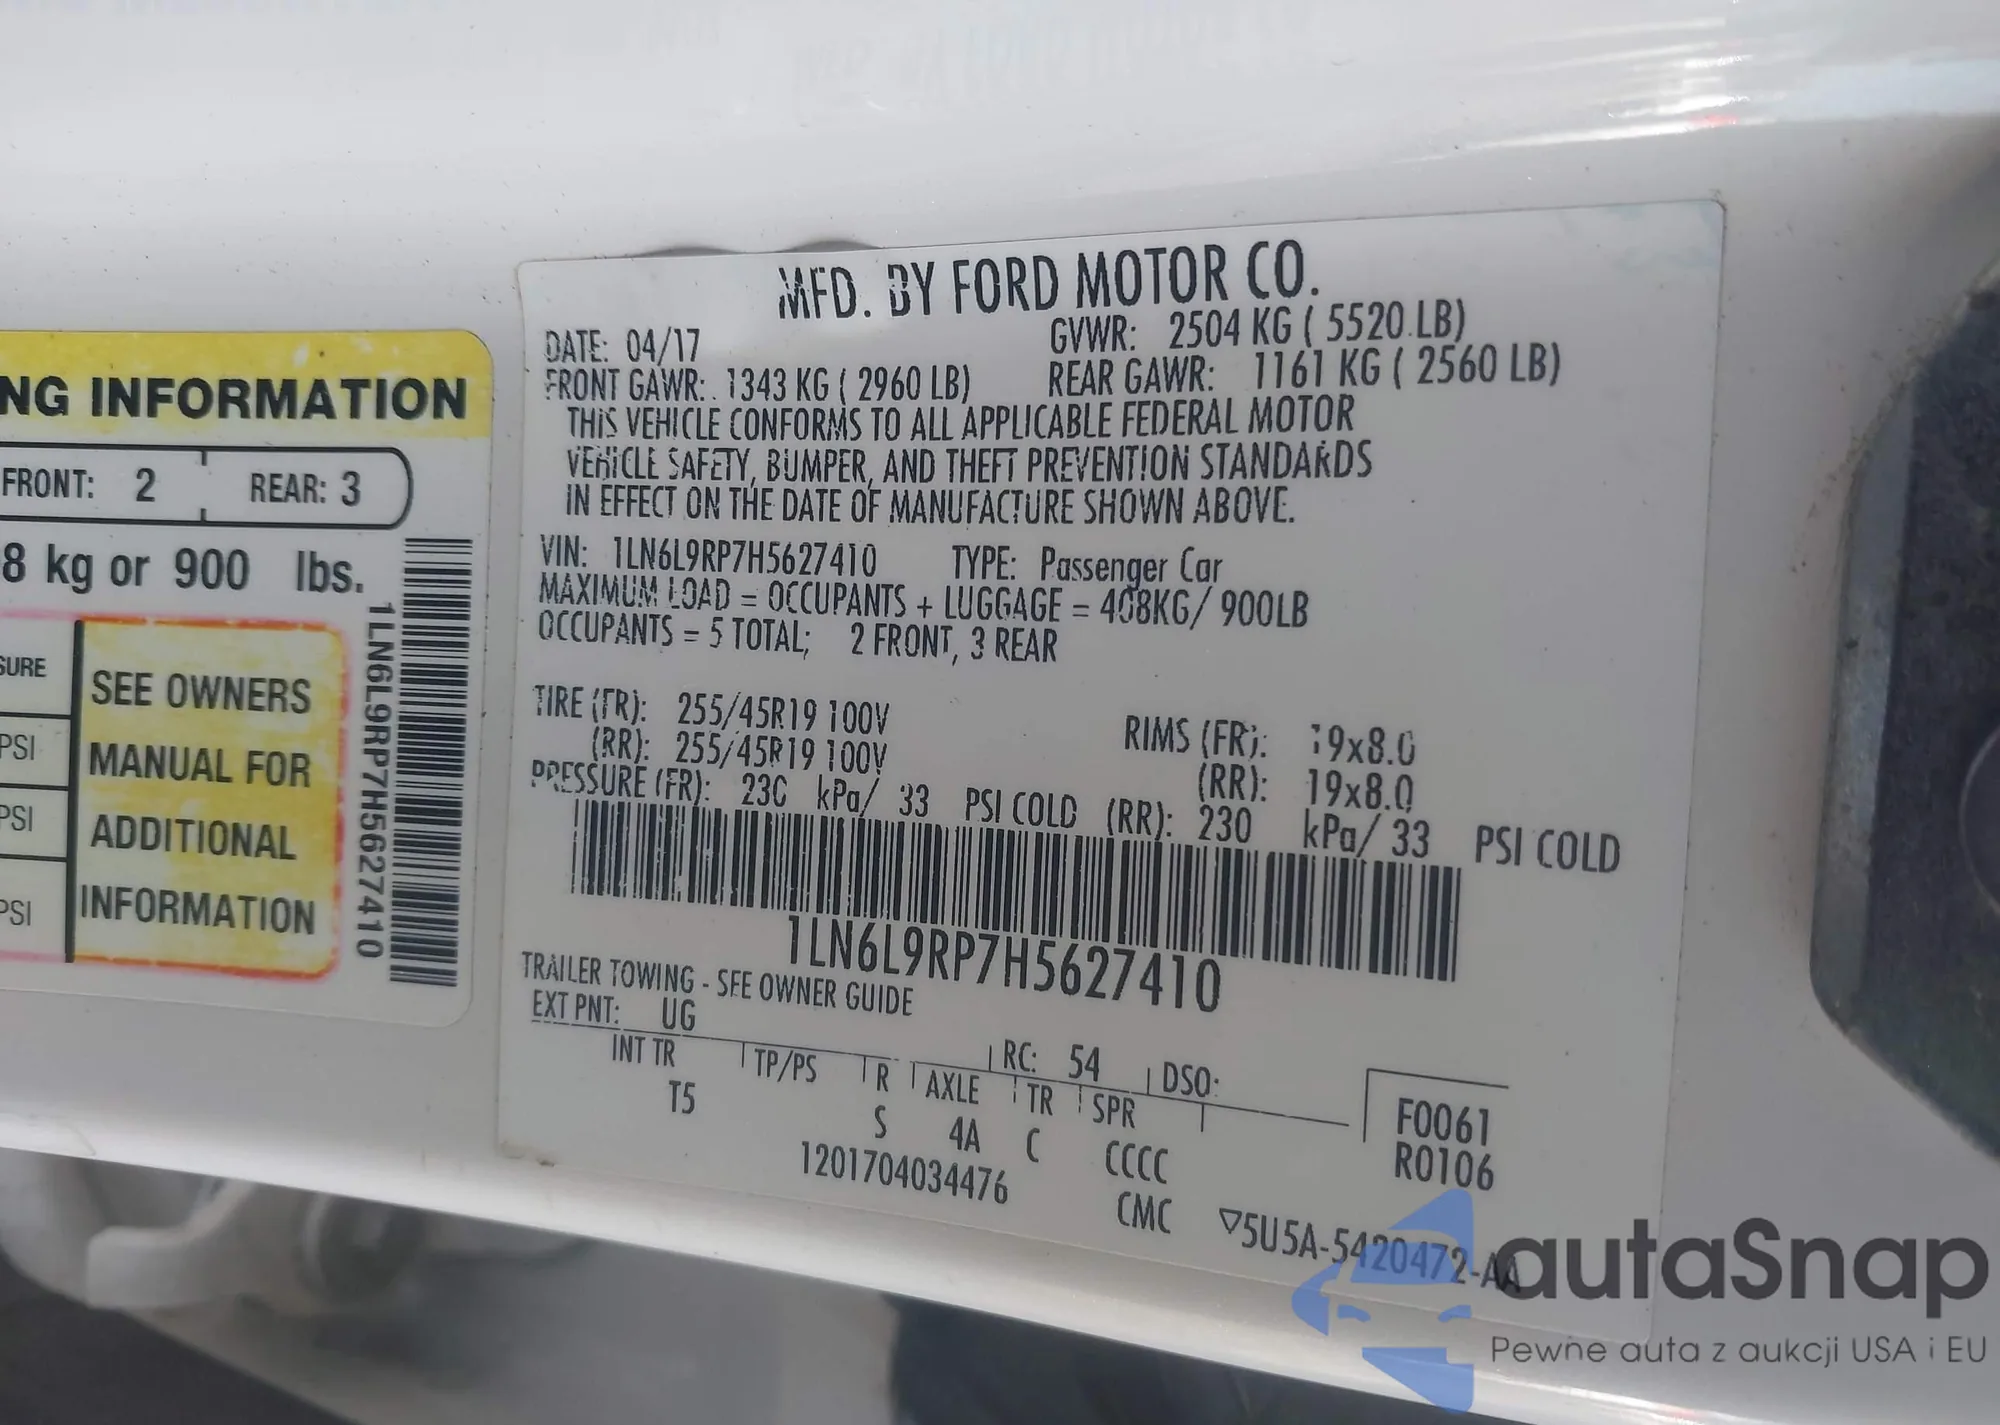 NG INFORMATION
FRONT: 2 REAR: 3
8 kg or 900 lbs.
SURE
PSI
PSI
PSI
SEE OWNERS
MANUAL FOR
ADDITIONAL
INFORMATION
1LN6L9RP7H5627410
MFD. BY FORD MOTOR CO.
DATE: 04/17 GVWR: 2504 KG ( 5520 LB)
FRONT GAWR: 1343 KG ( 2960 LB) REAR GAWR: 1161 KG ( 2560 LB)
THIS VEHICLE CONFORMS TO ALL APPLICABLE FEDERAL MOTOR
VEHICLE SAFETY, BUMPER, AND THEFT PREVENTION STANDARDS
IN EFFECT ON THE DATE OF MANUFACTURE SHOWN ABOVE.
VIN: 1LN6L9RP7H5627410 TYPE: Passenger Car
MAXIMUM LOAD = OCCUPANTS + LUGGAGE = 408KG/ 900LB
OCCUPANTS = 5 TOTAL; 2 FRONT, 3 REAR
TIRE (FR): 255/45R19 100V RIMS (FR): 19x8.0
(RR): 255/45R19 100V (RR): 19x8.0
PRESSURE (FR): 230 kPa/ 33 PSI COLD (RR): 230 kPa/ 33 PSI COLD
1LN6L9RP7H5627410
TRAILER TOWING - SEE OWNER GUIDE
EXT PNT: UG RC: 54 DSO:
INT TR TP/PS R AXLE TR SPR
T5 S 4A C CCCC
F0061
R0106
1201704034476 CMC ▽5U5A-5420472-AA
autaSnap
Pewne auta z aukcji USA i EU